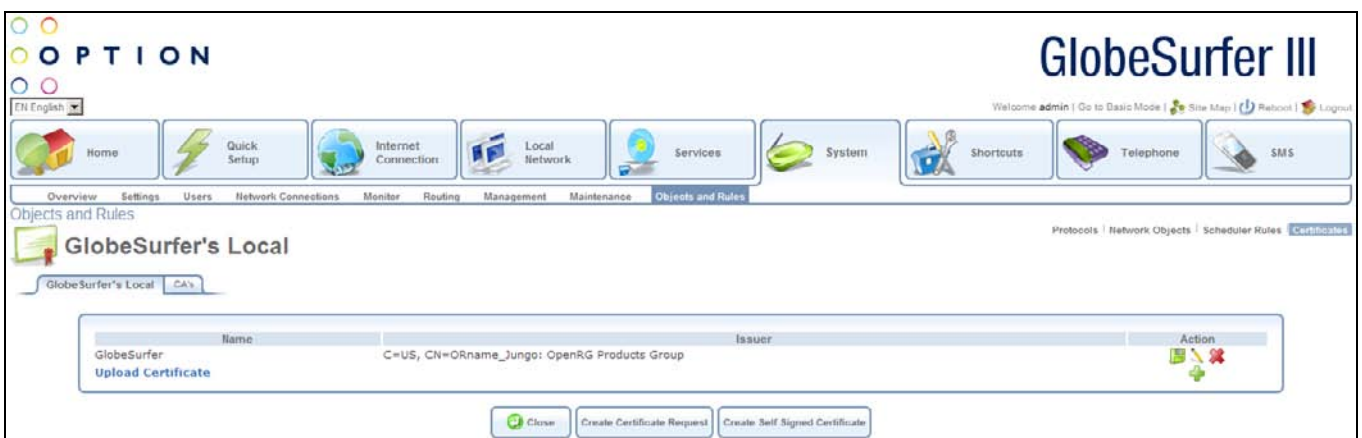 OPTION
GlobeSurfer III
EN English
Welcome admin | Go to Basic Mode | Site Map | Reboot | Logout
Home
Quick Setup
Internet Connection
Local Network
Services
System
Shortcuts
Telephone
SMS
Overview Settings Users Network Connections Monitor Routing Management Maintenance Objects and Rules
Objects and Rules
Protocols | Network Objects | Scheduler Rules | Certificates
GlobeSurfer's Local
GlobeSurfer's Local CA's
Name Issuer Action
GlobeSurfer C=US, CN=ORname_Jungo: OpenRG Products Group
Upload Certificate
Close Create Certificate Request Create Self Signed Certificate